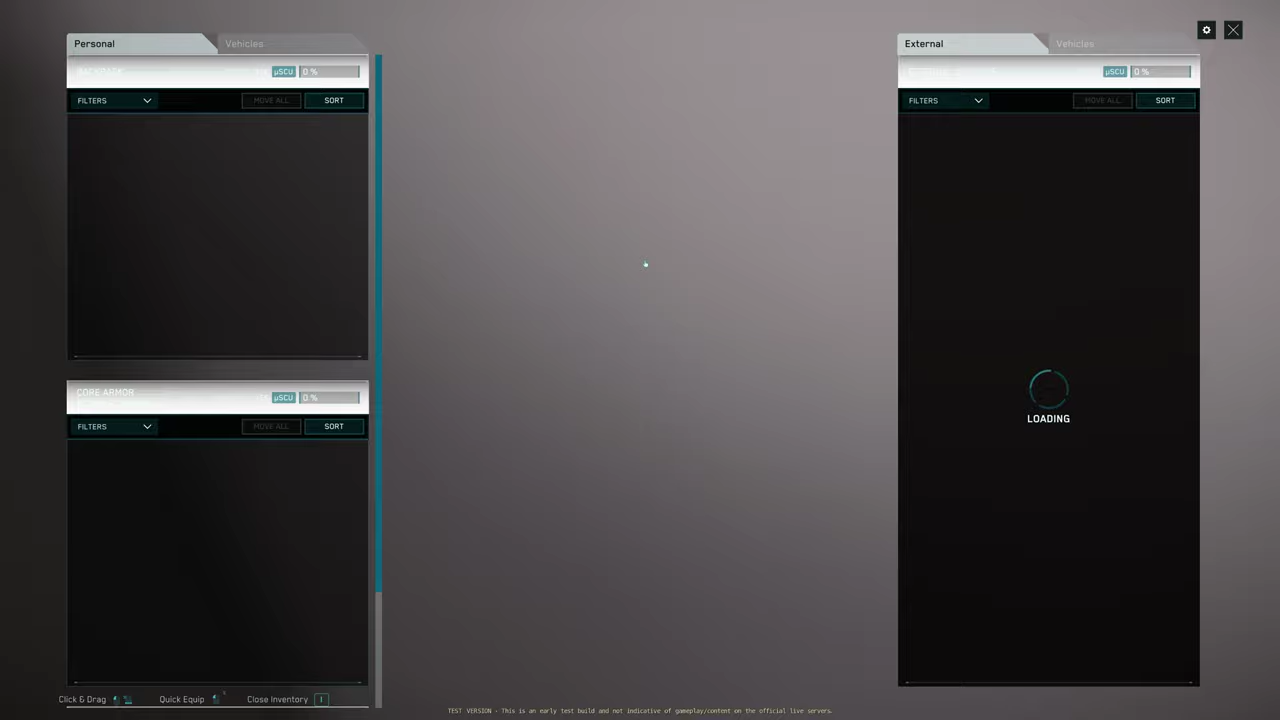 Personal
Vehicles
µSCU
0 %
FILTERS
MOVE ALL
SORT
CORE ARMOR
µSCU
0 %
FILTERS
MOVE ALL
SORT
Click & Drag
Quick Equip
Close Inventory
I
External
Vehicles
µSCU
0 %
FILTERS
MOVE ALL
SORT
LOADING
TEST VERSION - This is an early test build and not indicative of gameplay/content on the official live servers.